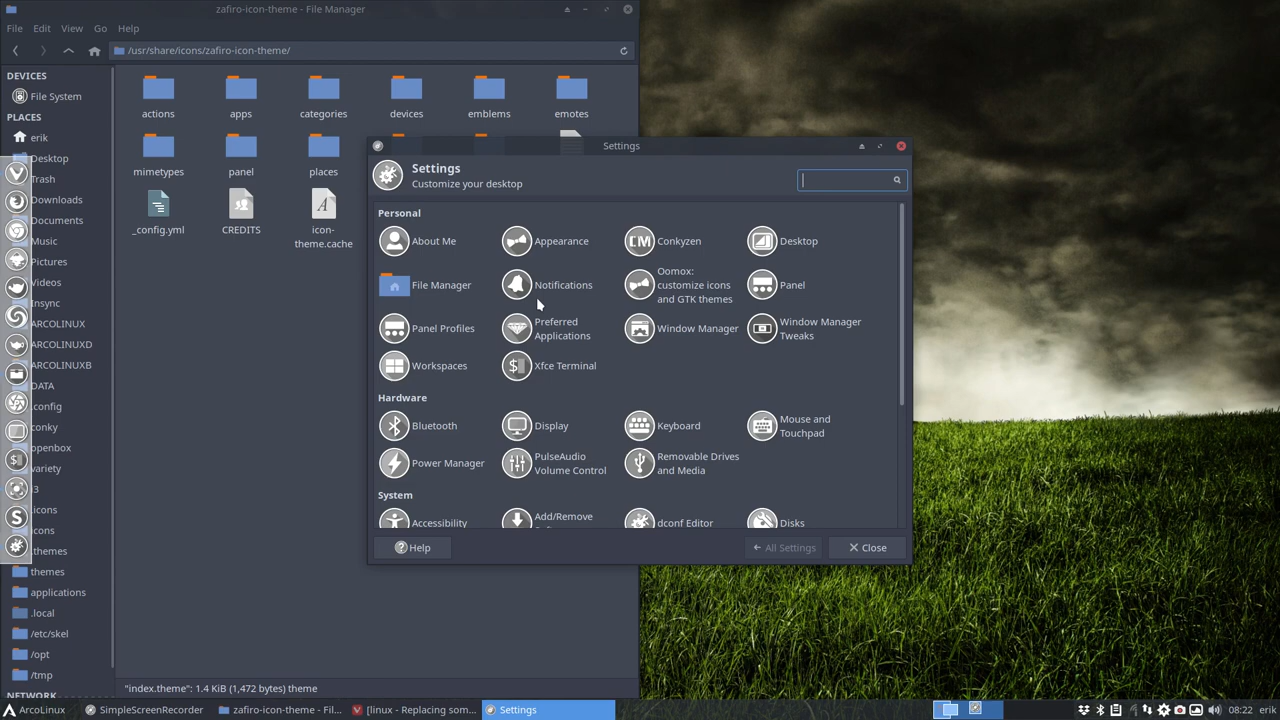 zafiro-icon-theme - File Manager
File Edit View Go Help
/usr/share/icons/zafiro-icon-theme/
DEVICES
File System
PLACES
erik
Desktop
Trash
Downloads
Documents
Music
Pictures
Videos
Insync
ARCOLINUX
ARCOLINUXD
ARCOLINUXB
DATA
.config
conky
openbox
variety
i3
.icons
icons
.themes
themes
applications
.local
/etc/skel
/opt
/tmp
NETWORK
actions apps categories devices emblems emotes
mimetypes panel places
_config.yml CREDITS icon-
theme.cache
"index.theme": 1.4 KiB (1,472 bytes) theme
Settings
Settings
Customize your desktop
Personal
About Me Appearance Conkyzen Desktop
File Manager Notifications Oomox:
customize icons
and GTK themes Panel
Panel Profiles Preferred
Applications Window Manager Window Manager
Tweaks
Workspaces Xfce Terminal
Hardware
Bluetooth Display Keyboard Mouse and
Touchpad
Power Manager PulseAudio
Volume Control Removable Drives
and Media
System
Accessibility Add/Remove dconf Editor Disks
Help All Settings Close
ArcoLinux SimpleScreenRecorder zafiro-icon-theme - Fil... [linux - Replacing som... Settings 08:22 erik